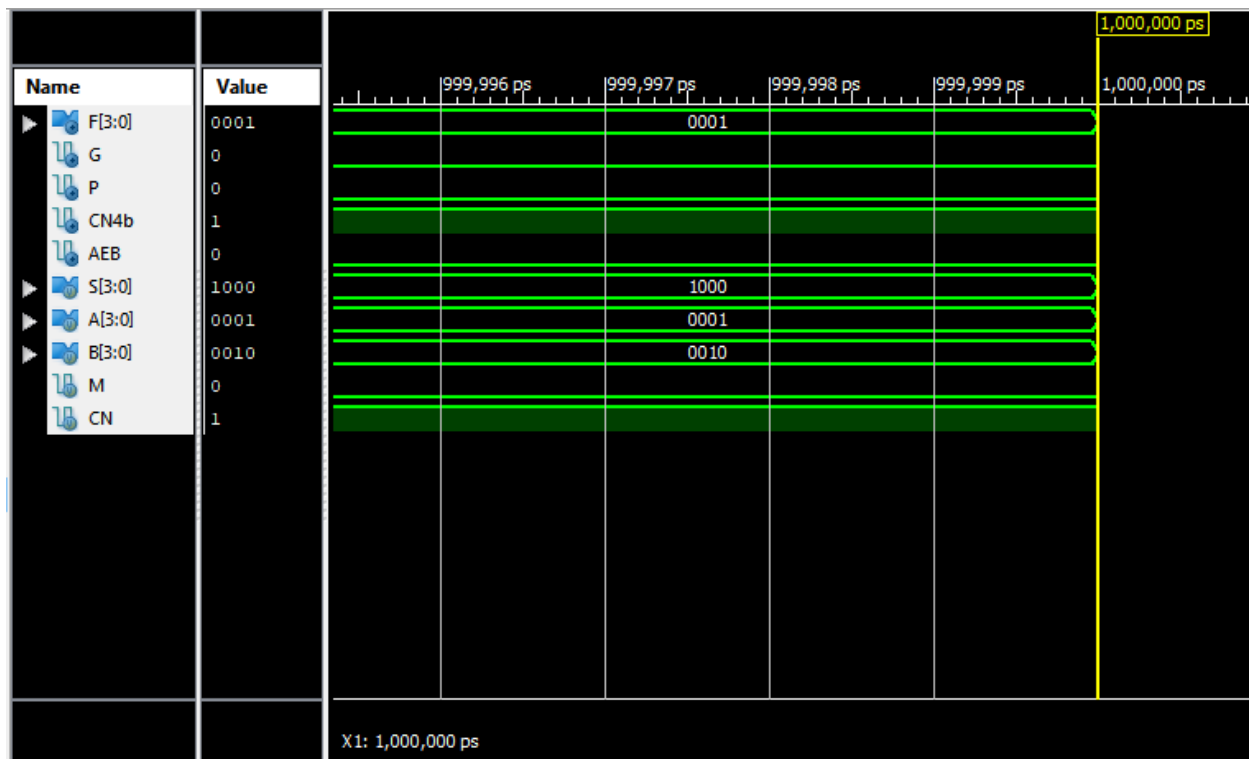 1,000,000 ps
Name Value 999,996 ps 999,997 ps 999,998 ps 999,999 ps 1,000,000 ps
F[3:0] 0001 0001
G 0
P 0
CN4b 1
AEB 0
S[3:0] 1000 1000
A[3:0] 0001 0001
B[3:0] 0010 0010
M 0
CN 1
X1: 1,000,000 ps